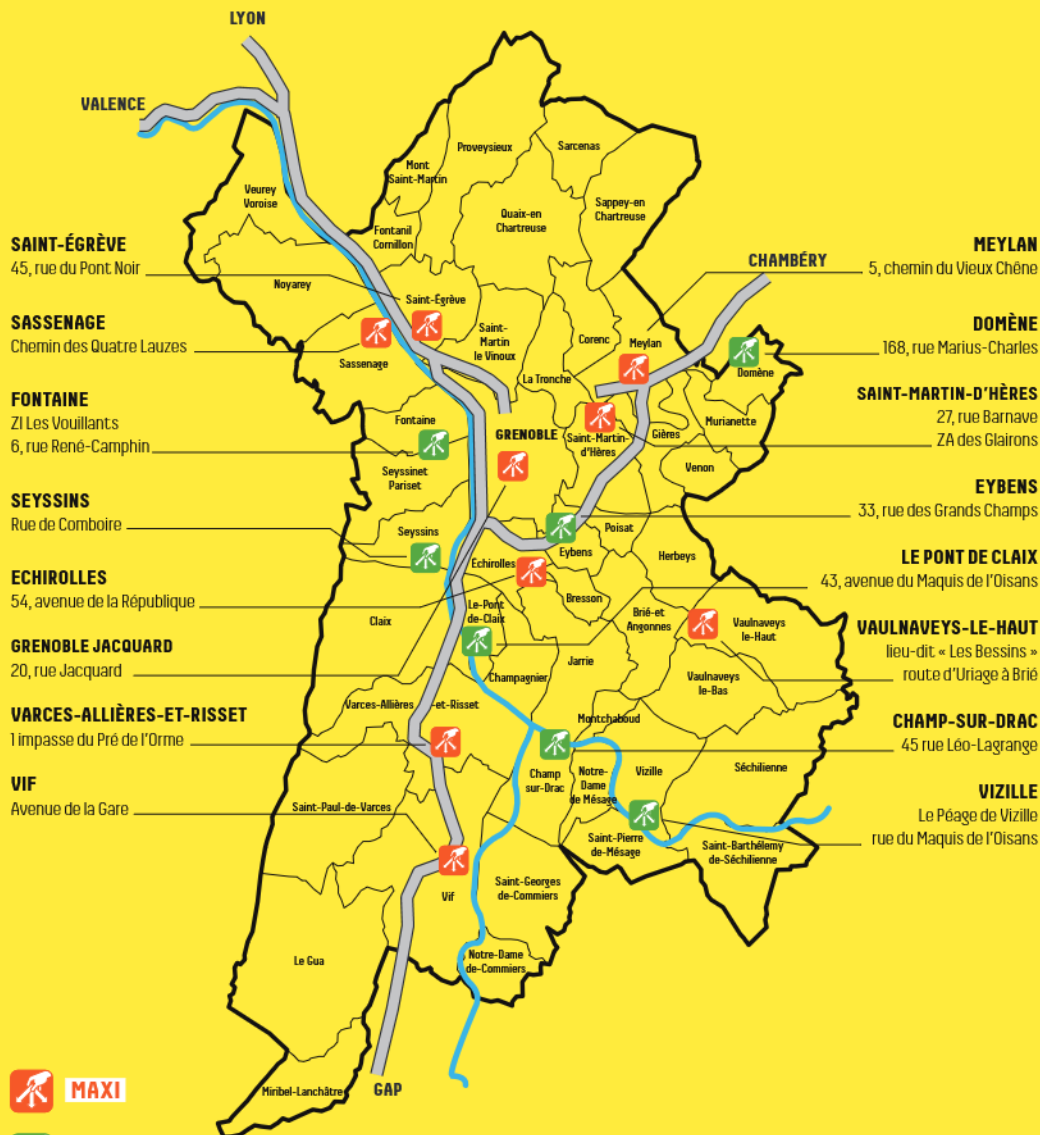 LYON
VALENCE
CHAMBÉRY
GAP
SAINT-ÉGRÈVE
45, rue du Pont Noir
SASSENAGE
Chemin des Quatre Lauzes
FONTAINE
ZI Les Vouillants
6, rue René-Camphin
SEYSSINS
Rue de Comboire
ECHIROLLES
54, avenue de la République
GRENOBLE JACQUARD
20, rue Jacquard
VARCES-ALLIÈRES-ET-RISSET
1 impasse du Pré de l'Orme
VIF
Avenue de la Gare
Proveysieux
Sarcenas
Mont
Saint-Martin
Veurey
Voroise
Quaix-en
Chartreuse
Sappey-en
Chartreuse
Fontanil
Cornillon
Noyarey
Saint-Égrève
Saint-
Martin
le Vinoux
Corenc
Meylan
Sassenage
La Tronche
Domène
Fontaine
GRENOBLE
Saint-Martin-
d'Hères
Gières
Murianette
Seyssinet
Pariset
Venon
Seyssins
Poisat
Eybens
Herbeys
Echirolles
Bresson
Claix
Le-Pont
de-Claix
Brié-et
Angonnes
Vaulnaveys
le-Haut
Jarrie
Champagnier
Vaulnaveys
le-Bas
Varces-Allières
-et-Risset
Montchaboud
Champ
sur-Drac
Notre-
Dame
de Mésage
Vizille
Séchilienne
Saint-Paul-de-Varces
Saint-Pierre
de-Mésage
Saint-Barthélemy
de-Séchilienne
Vif
Saint-Georges
de-Commiers
Le Gua
Notre-Dame
de-Commiers
Miribel-Lanchâtre
MEYLAN
5, chemin du Vieux Chêne
DOMÈNE
168, rue Marius-Charles
SAINT-MARTIN-D'HÈRES
27, rue Barnave
ZA des Glairons
EYBENS
33, rue des Grands Champs
LE PONT DE CLAIX
43, avenue du Maquis de l'Oisans
VAULNAVEYS-LE-HAUT
lieu-dit « Les Bessins »
route d'Uriage à Brié
CHAMP-SUR-DRAC
45 rue Léo-Lagrange
VIZILLE
Le Péage de Vizille
rue du Maquis de l'Oisans
MAXI